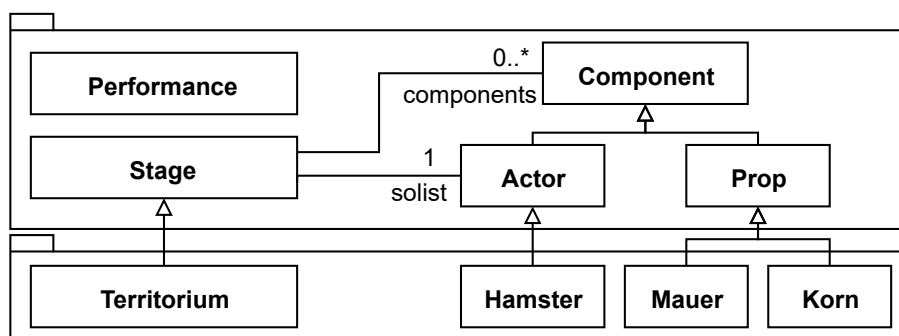 0..*
Component
Performance
components
Stage
1
Actor
Prop
solist
Territorium
Hamster
Mauer
Korn